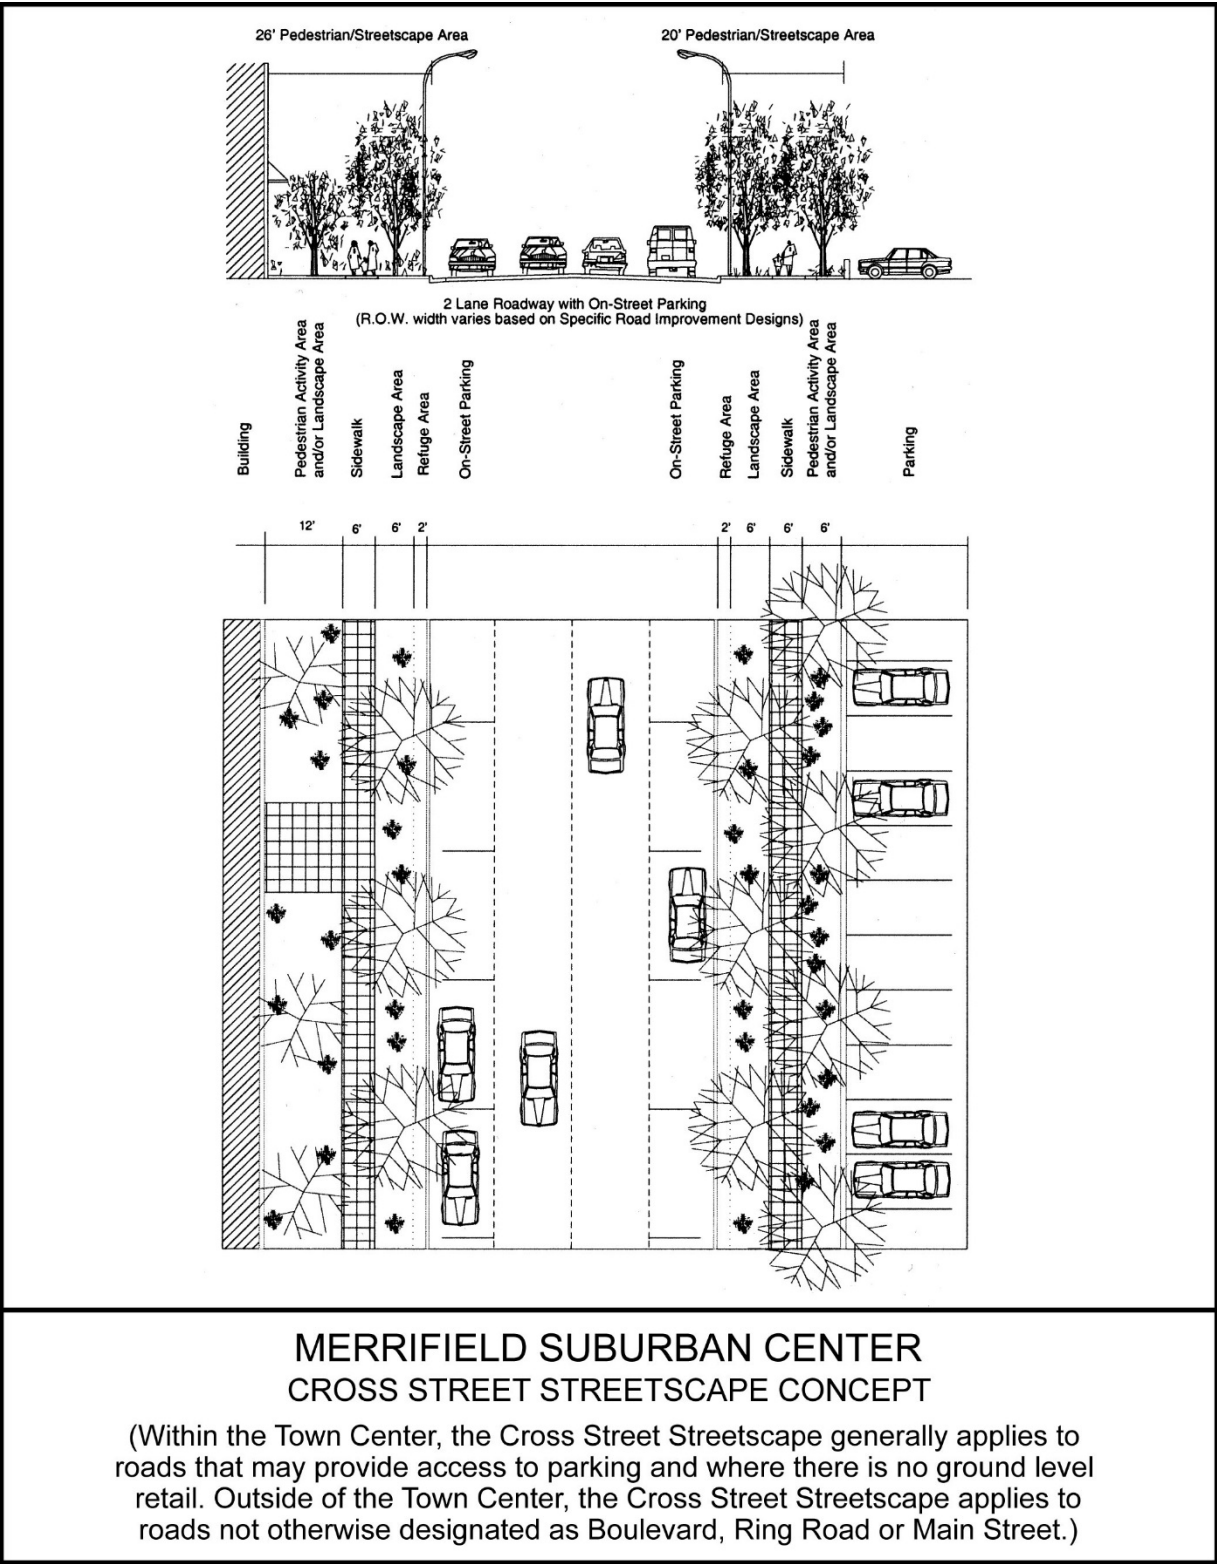 26' Pedestrian/Streetscape Area
20' Pedestrian/Streetscape Area
2 Lane Roadway with On-Street Parking
(R.O.W. width varies based on Specific Road Improvement Designs)
Building
Pedestrian Activity Area
and/or Landscape Area
Sidewalk
Landscape Area
Refuge Area
On-Street Parking
On-Street Parking
Refuge Area
Landscape Area
Sidewalk
Pedestrian Activity Area
and/or Landscape Area
Parking
12'
6'
6'
2'
2'
6'
6'
6'
MERRIFIELD SUBURBAN CENTER
CROSS STREET STREETSCAPE CONCEPT
(Within the Town Center, the Cross Street Streetscape generally applies to
roads that may provide access to parking and where there is no ground level
retail. Outside of the Town Center, the Cross Street Streetscape applies to
roads not otherwise designated as Boulevard, Ring Road or Main Street.)